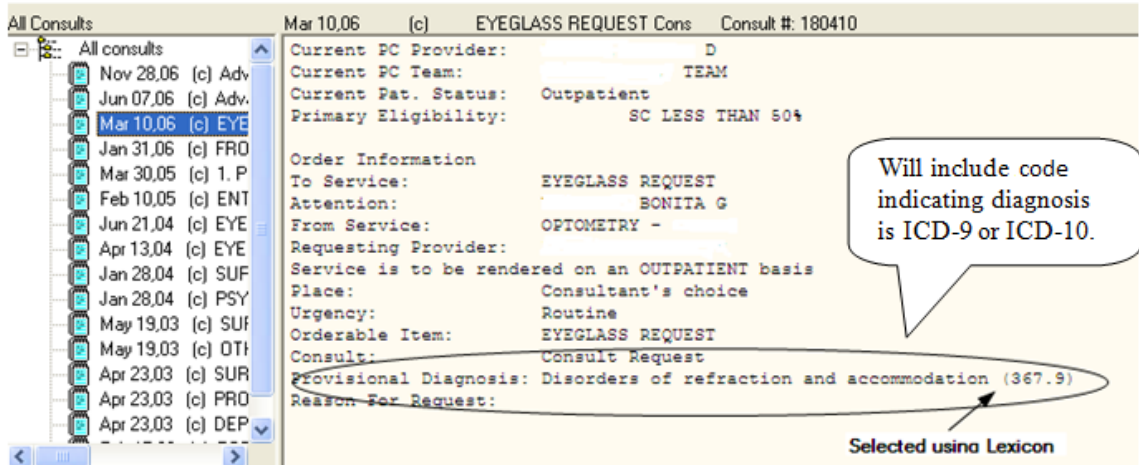 All Consults
Mar 10,06 (c) EYEGLASS REQUEST Cons Consult #: 180410
All consults
Nov 28,06 (c) Adv
Jun 07,06 (c) Adv.
Mar 10,06 (c) EYE
Jan 31,06 (c) FRO
Mar 30,05 (c) 1. P
Feb 10,05 (c) ENT
Jun 21,04 (c) EYE
Apr 13,04 (c) EYE
Jan 28,04 (c) SUF
Jan 28,04 (c) PSY
May 19,03 (c) SUF
May 19,03 (c) OTH
Apr 23,03 (c) SUR
Apr 23,03 (c) PRO
Apr 23,03 (c) DEP
Current PC Provider: D
Current PC Team: TEAM
Current Pat. Status: Outpatient
Primary Eligibility: SC LESS THAN 50%
Order Information
To Service: EYEGLASS REQUEST
Attention: BONITA G
From Service: OPTOMETRY -
Requesting Provider:
Service is to be rendered on an OUTPATIENT basis
Place: Consultant's choice
Urgency: Routine
Orderable Item: EYEGLASS REQUEST
Consult: Consult Request
Provisional Diagnosis: Disorders of refraction and accommodation (367.9)
Reason For Request:
Will include code
indicating diagnosis
is ICD-9 or ICD-10.
Selected using Lexicon